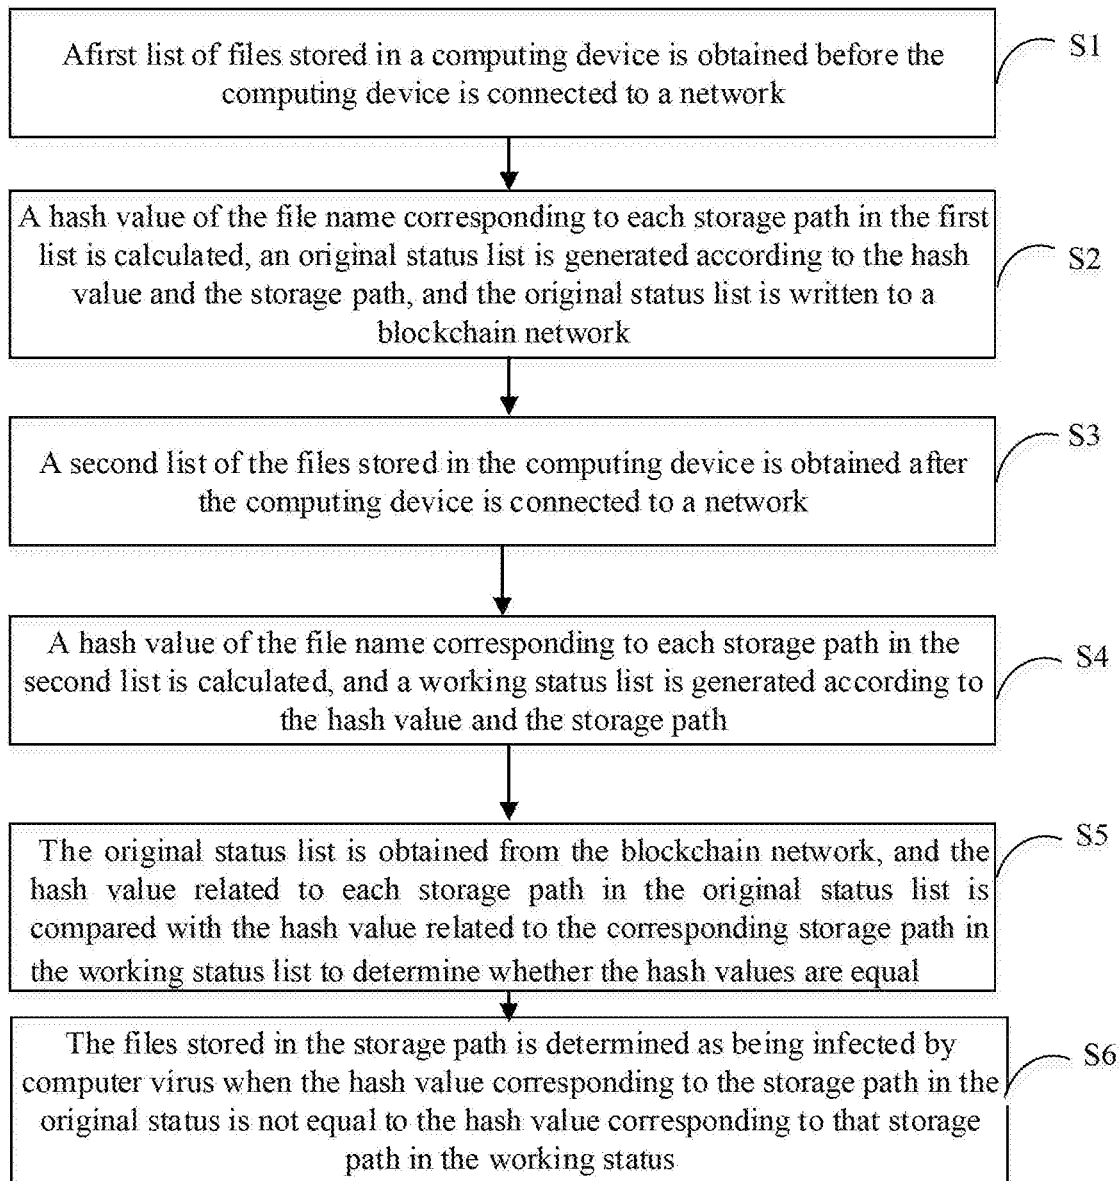 Afirst list of files stored in a computing device is obtained before the
computing device is connected to a network
S1
A hash value of the file name corresponding to each storage path in the first
list is calculated, an original status list is generated according to the hash
value and the storage path, and the original status list is written to a
blockchain network
S2
A second list of the files stored in the computing device is obtained after
the computing device is connected to a network
S3
A hash value of the file name corresponding to each storage path in the
second list is calculated, and a working status list is generated according to
the hash value and the storage path
S4
The original status list is obtained from the blockchain network, and the
hash value related to each storage path in the original status list is
compared with the hash value related to the corresponding storage path in
the working status list to determine whether the hash values are equal
S5
The files stored in the storage path is determined as being infected by
computer virus when the hash value corresponding to the storage path in the
original status is not equal to the hash value corresponding to that storage
path in the working status
S6